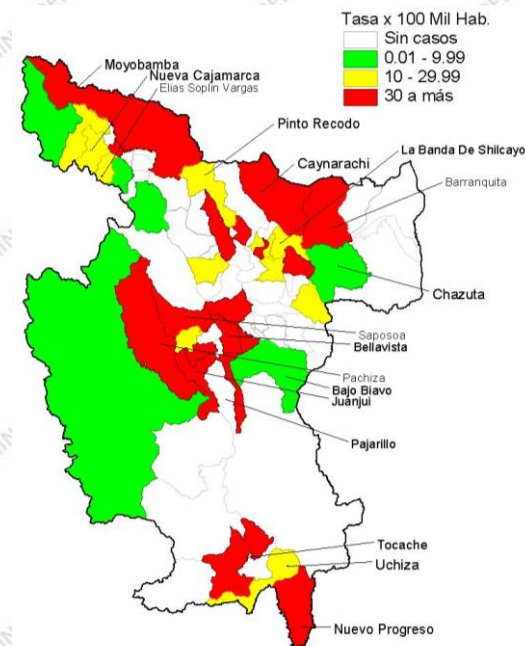 Tasa x 100 Mil Hab.
Sin casos
0.01 - 9.99
10 - 29.99
30 a más
Moyobamba
Nueva Cajamarca
Elias Soplin Vargas
Pinto Recodo
La Banda De Shilcayo
Caynarachi
Barranquita
Chazuta
Saposoa
Bellavista
Pachiza
Bajo Biavo
Juanjui
Pajarillo
Tocache
Uchiza
Nuevo Progreso